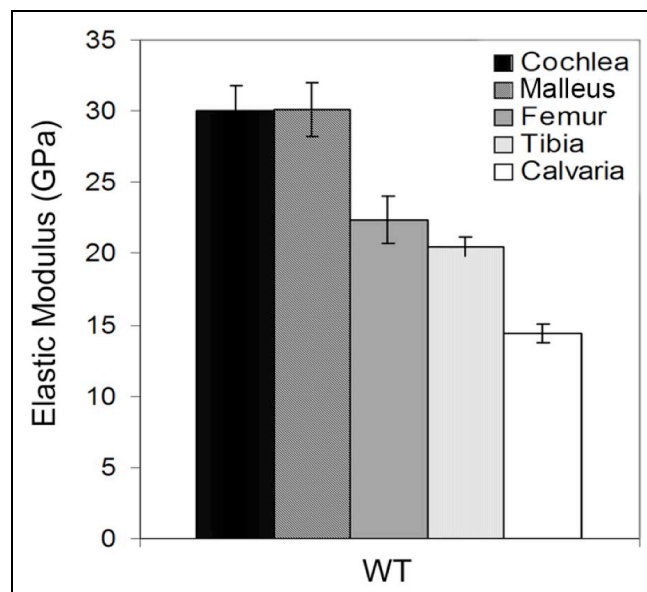 35
30
25
20
15
10
5
0
Elastic Modulus (GPa)
Cochlea
Malleus
Femur
Tibia
Calvaria
WT